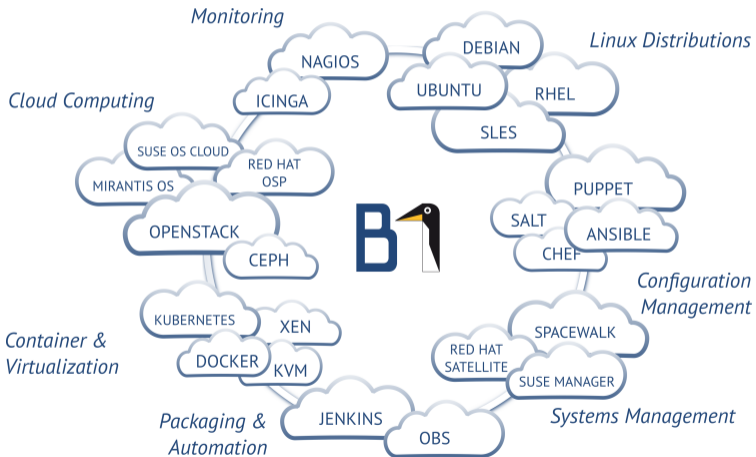 Monitoring
NAGIOS
ICINGA
DEBIAN
UBUNTU
RHEL
SLES
Linux Distributions
Cloud Computing
SUSE OS CLOUD
MIRANTIS OS
RED HAT
OSP
OPENSTACK
CEPH
B1
PUPPET
SALT
ANSIBLE
CHEF
Configuration
Management
Container &
Virtualization
KUBERNETES
XEN
DOCKER
KVM
SPACEWALK
RED HAT
SATELLITE
SUSE MANAGER
Systems Management
Packaging &
Automation
JENKINS
OBS